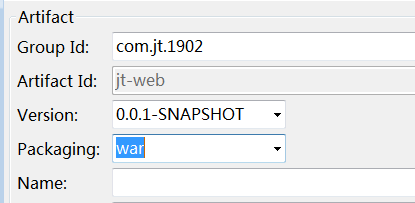 Artifact
Group Id: com.jt.1902
Artifact Id: jt-web
Version: 0.0.1-SNAPSHOT
Packaging: war
Name: